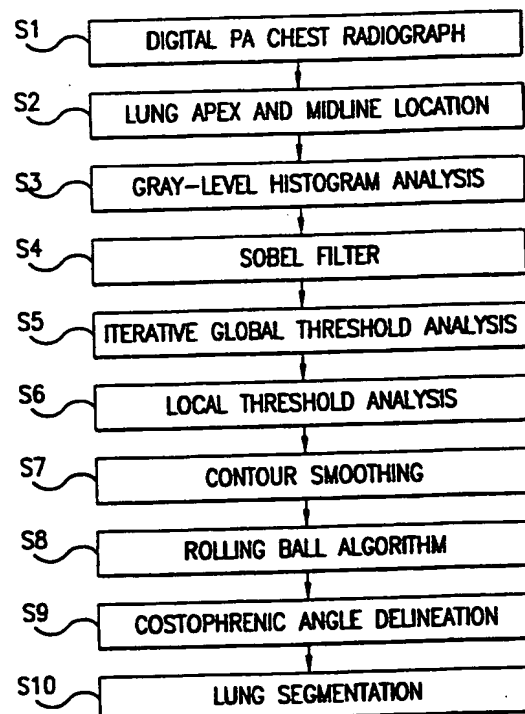 S1 DIGITAL PA CHEST RADIOGRAPH
S2 LUNG APEX AND MIDLINE LOCATION
S3 GRAY-LEVEL HISTOGRAM ANALYSIS
S4 SOBEL FILTER
S5 ITERATIVE GLOBAL THRESHOLD ANALYSIS
S6 LOCAL THRESHOLD ANALYSIS
S7 CONTOUR SMOOTHING
S8 ROLLING BALL ALGORITHM
S9 COSTOPHRENIC ANGLE DELINEATION
S10 LUNG SEGMENTATION